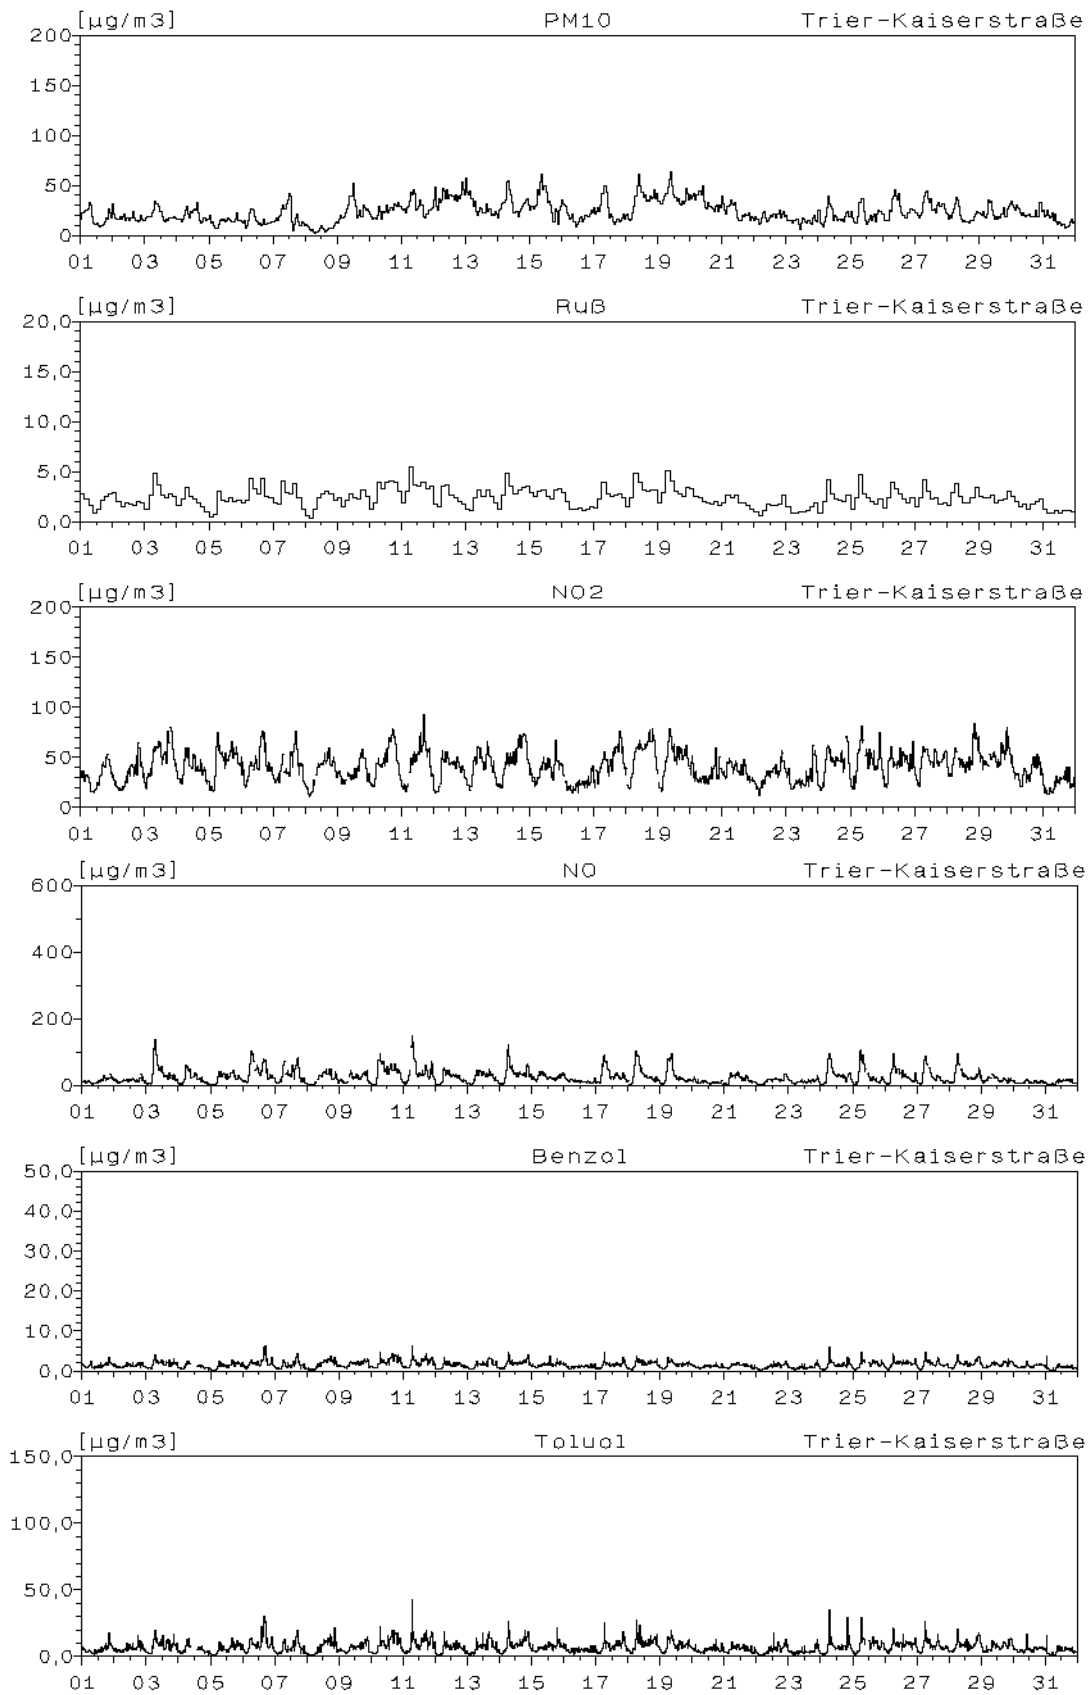 [µg/m3] PM10 Trier-Kaiserstraße
200
150
100
50
0
01 03 05 07 09 11 13 15 17 19 21 23 25 27 29 31
[µg/m3] Ruß Trier-Kaiserstraße
20,0
15,0
10,0
5,0
0,0
01 03 05 07 09 11 13 15 17 19 21 23 25 27 29 31
[µg/m3] NO2 Trier-Kaiserstraße
200
150
100
50
0
01 03 05 07 09 11 13 15 17 19 21 23 25 27 29 31
[µg/m3] NO Trier-Kaiserstraße
600
400
200
0
01 03 05 07 09 11 13 15 17 19 21 23 25 27 29 31
[µg/m3] Benzol Trier-Kaiserstraße
50,0
40,0
30,0
20,0
10,0
0,0
01 03 05 07 09 11 13 15 17 19 21 23 25 27 29 31
[µg/m3] Toluol Trier-Kaiserstraße
150,0
100,0
50,0
0,0
01 03 05 07 09 11 13 15 17 19 21 23 25 27 29 31